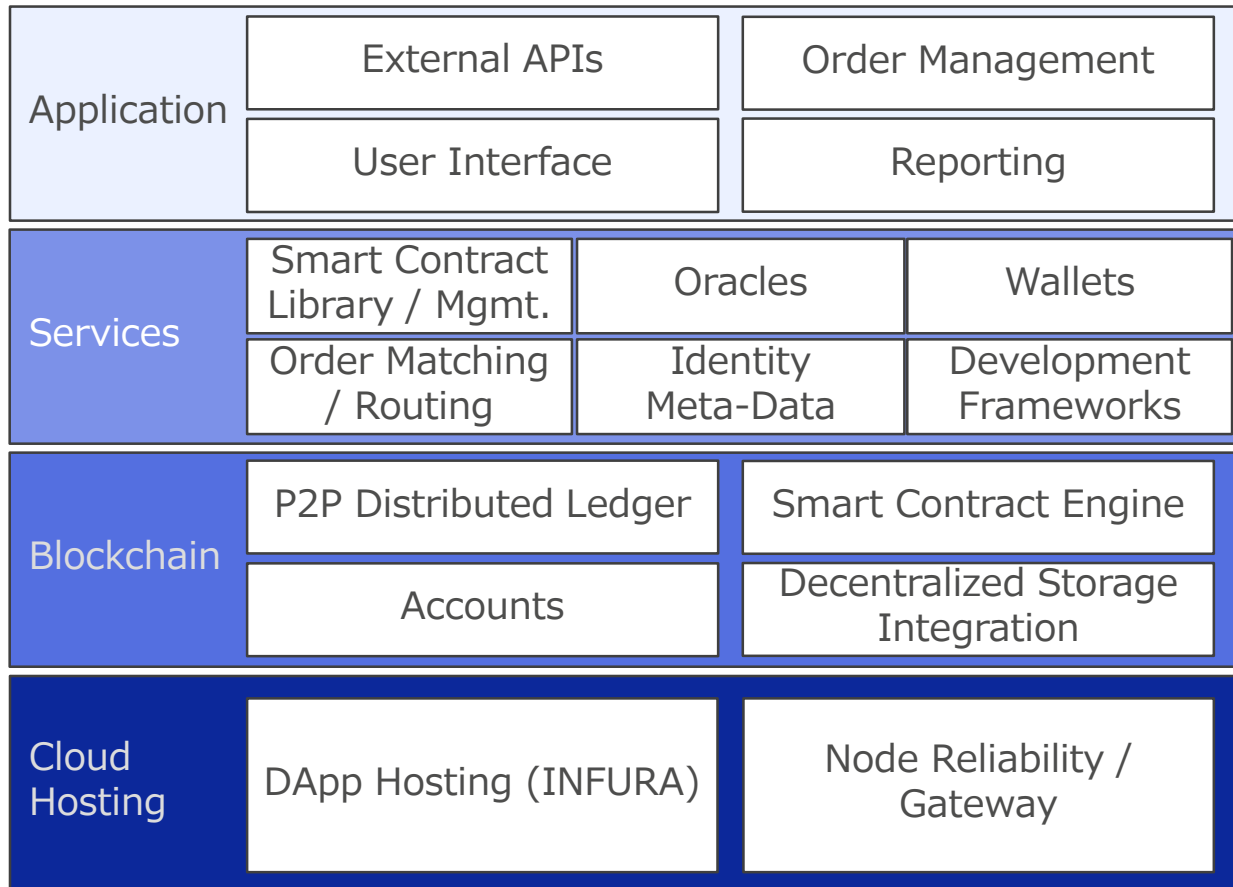 Application
External APIs
Order Management
User Interface
Reporting
Services
Smart Contract
Library / Mgmt.
Oracles
Wallets
Order Matching
/ Routing
Identity
Meta-Data
Development
Frameworks
Blockchain
P2P Distributed Ledger
Smart Contract Engine
Accounts
Decentralized Storage
Integration
Cloud
Hosting
DApp Hosting (INFURA)
Node Reliability /
Gateway